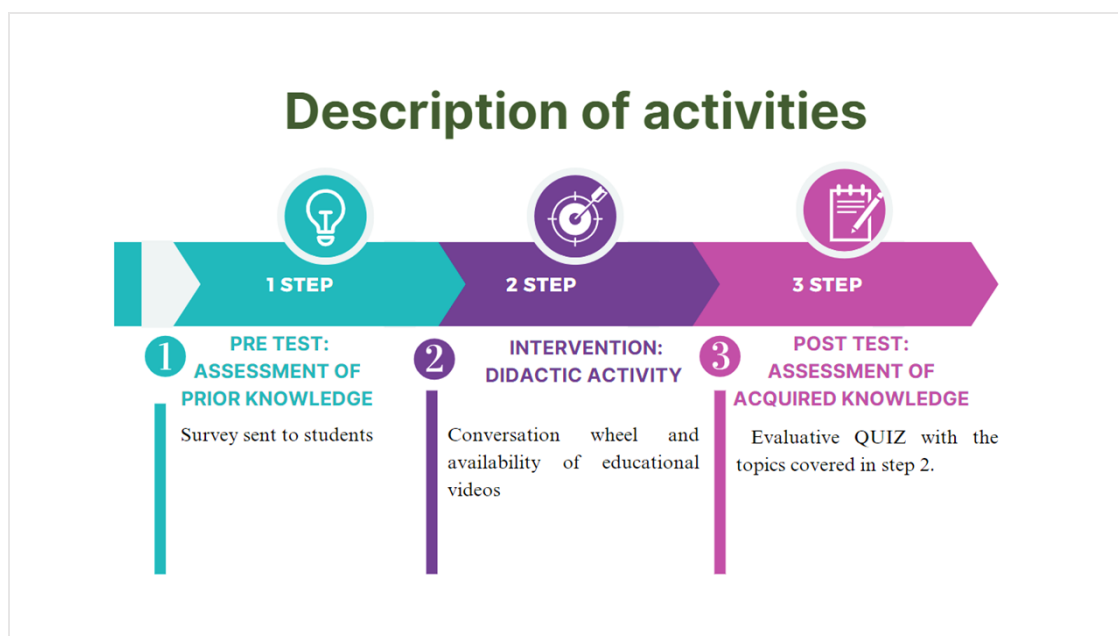 Description of activities
1 STEP
2 STEP
3 STEP
1
PRE TEST:
ASSESSMENT OF
PRIOR KNOWLEDGE
Survey sent to students
2
INTERVENTION:
DIDACTIC ACTIVITY
Conversation wheel and
availability of educational
videos
3
POST TEST:
ASSESSMENT OF
ACQUIRED KNOWLEDGE
Evaluative QUIZ with the
topics covered in step 2.